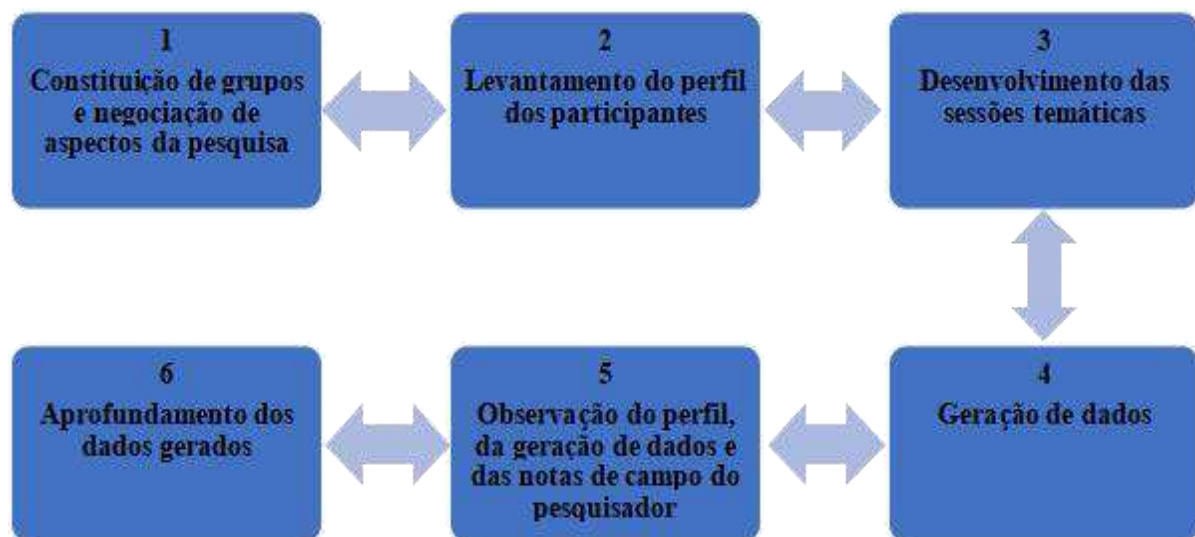 1
Constituição de grupos
e negociação de
aspectos da pesquisa
2
Levantamento do perfil
dos participantes
3
Desenvolvimento das
sessões temáticas
4
Geração de dados
5
Observação do perfil,
da geração de dados e
das notas de campo do
pesquisador
6
Aprofundamento dos
dados gerados